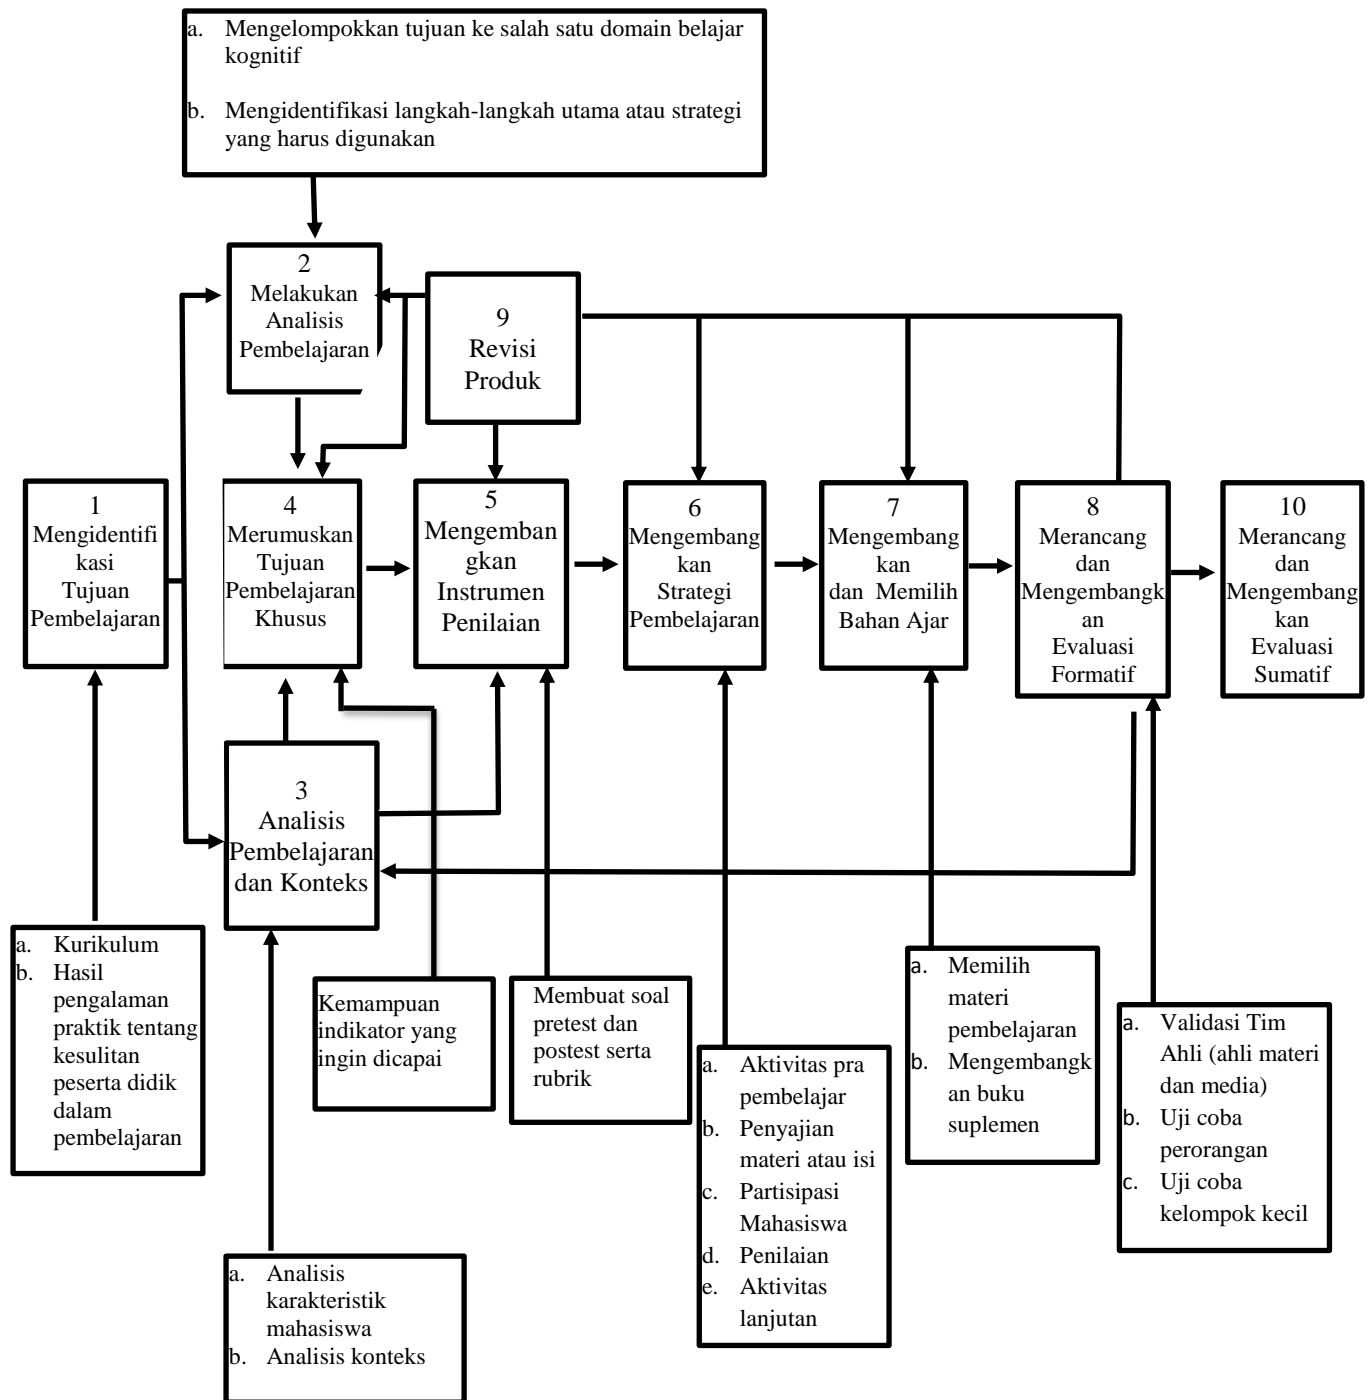 a. Mengelompokkan tujuan ke salah satu domain belajar
kognitif
b. Mengidentifikasi langkah-langkah utama atau strategi
yang harus digunakan
2
Melakukan
Analisis
Pembelajaran
9
Revisi
Produk
1
Mengidentifi
kasi
Tujuan
Pembelajaran
4
Merumuskan
Tujuan
Pembelajaran
Khusus
5
Mengemban
gkan
Instrumen
Penilaian
6
Mengembang
kan
Strategi
Pembelajaran
7
Mengembang
kan
dan Memilih
Bahan Ajar
8
Merancang
dan
Mengembangk
an
Evaluasi
Formatif
10
Merancang
dan
Mengembang
kan
Evaluasi
Sumatif
3
Analisis
Pembelajaran
dan Konteks
a. Kurikulum
b. Hasil
pengalaman
praktik tentang
kesulitan
peserta didik
dalam
pembelajaran
Kemampuan
indikator yang
ingin dicapai
Membuat soal
pretest dan
postest serta
rubrik
a. Aktivitas pra
pembelajar
b. Penyajian
materi atau isi
c. Partisipasi
Mahasiswa
d. Penilaian
e. Aktivitas
lanjutan
a. Memilih
materi
pembelajaran
b. Mengembangk
an buku
suplemen
a. Validasi Tim
Ahli (ahli materi
dan media)
b. Uji coba
perorangan
c. Uji coba
kelompok kecil
a. Analisis
karakteristik
mahasiswa
b. Analisis konteks